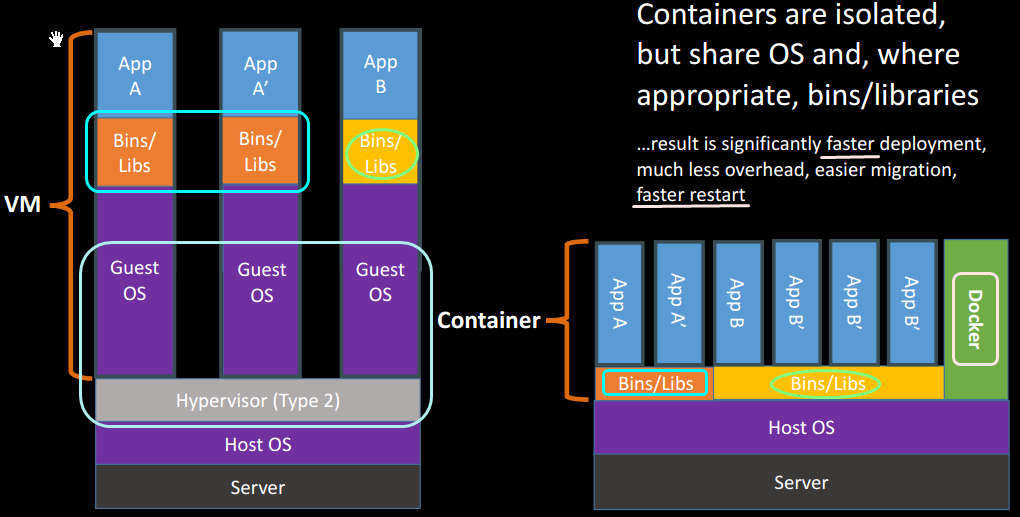 Containers are isolated,
but share OS and, where
appropriate, bins/libraries
...result is significantly faster deployment,
much less overhead, easier migration,
faster restart
VM
App
A
App
A’
App
B
Bins/
Libs
Bins/
Libs
Bins/
Libs
Guest
OS
Guest
OS
Guest
OS
Hypervisor (Type 2)
Host OS
Server
Container
App A
App A’
App B
App B’
App B’
App B’
Docker
Bins/Libs
Bins/Libs
Host OS
Server